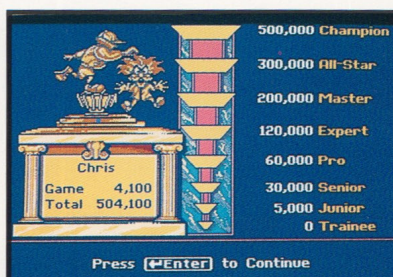 500,000 Champion
300,000 All-Star
200,000 Master
120,000 Expert
60,000 Pro
30,000 Senior
5,000 Junior
0 Trainee
Chris
Game 4,100
Total 504,100
Press ↵Enter to Continue